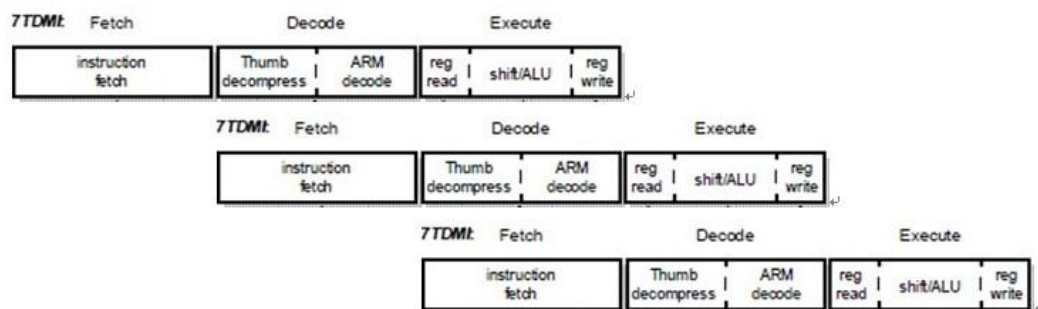 7TDMI: Fetch Decode Execute
instruction fetch Thumb decompress ARM decode reg read shift/ALU reg write
7TDMI: Fetch Decode Execute
instruction fetch Thumb decompress ARM decode reg read shift/ALU reg write
7TDMI: Fetch Decode Execute
instruction fetch Thumb decompress ARM decode reg read shift/ALU reg write